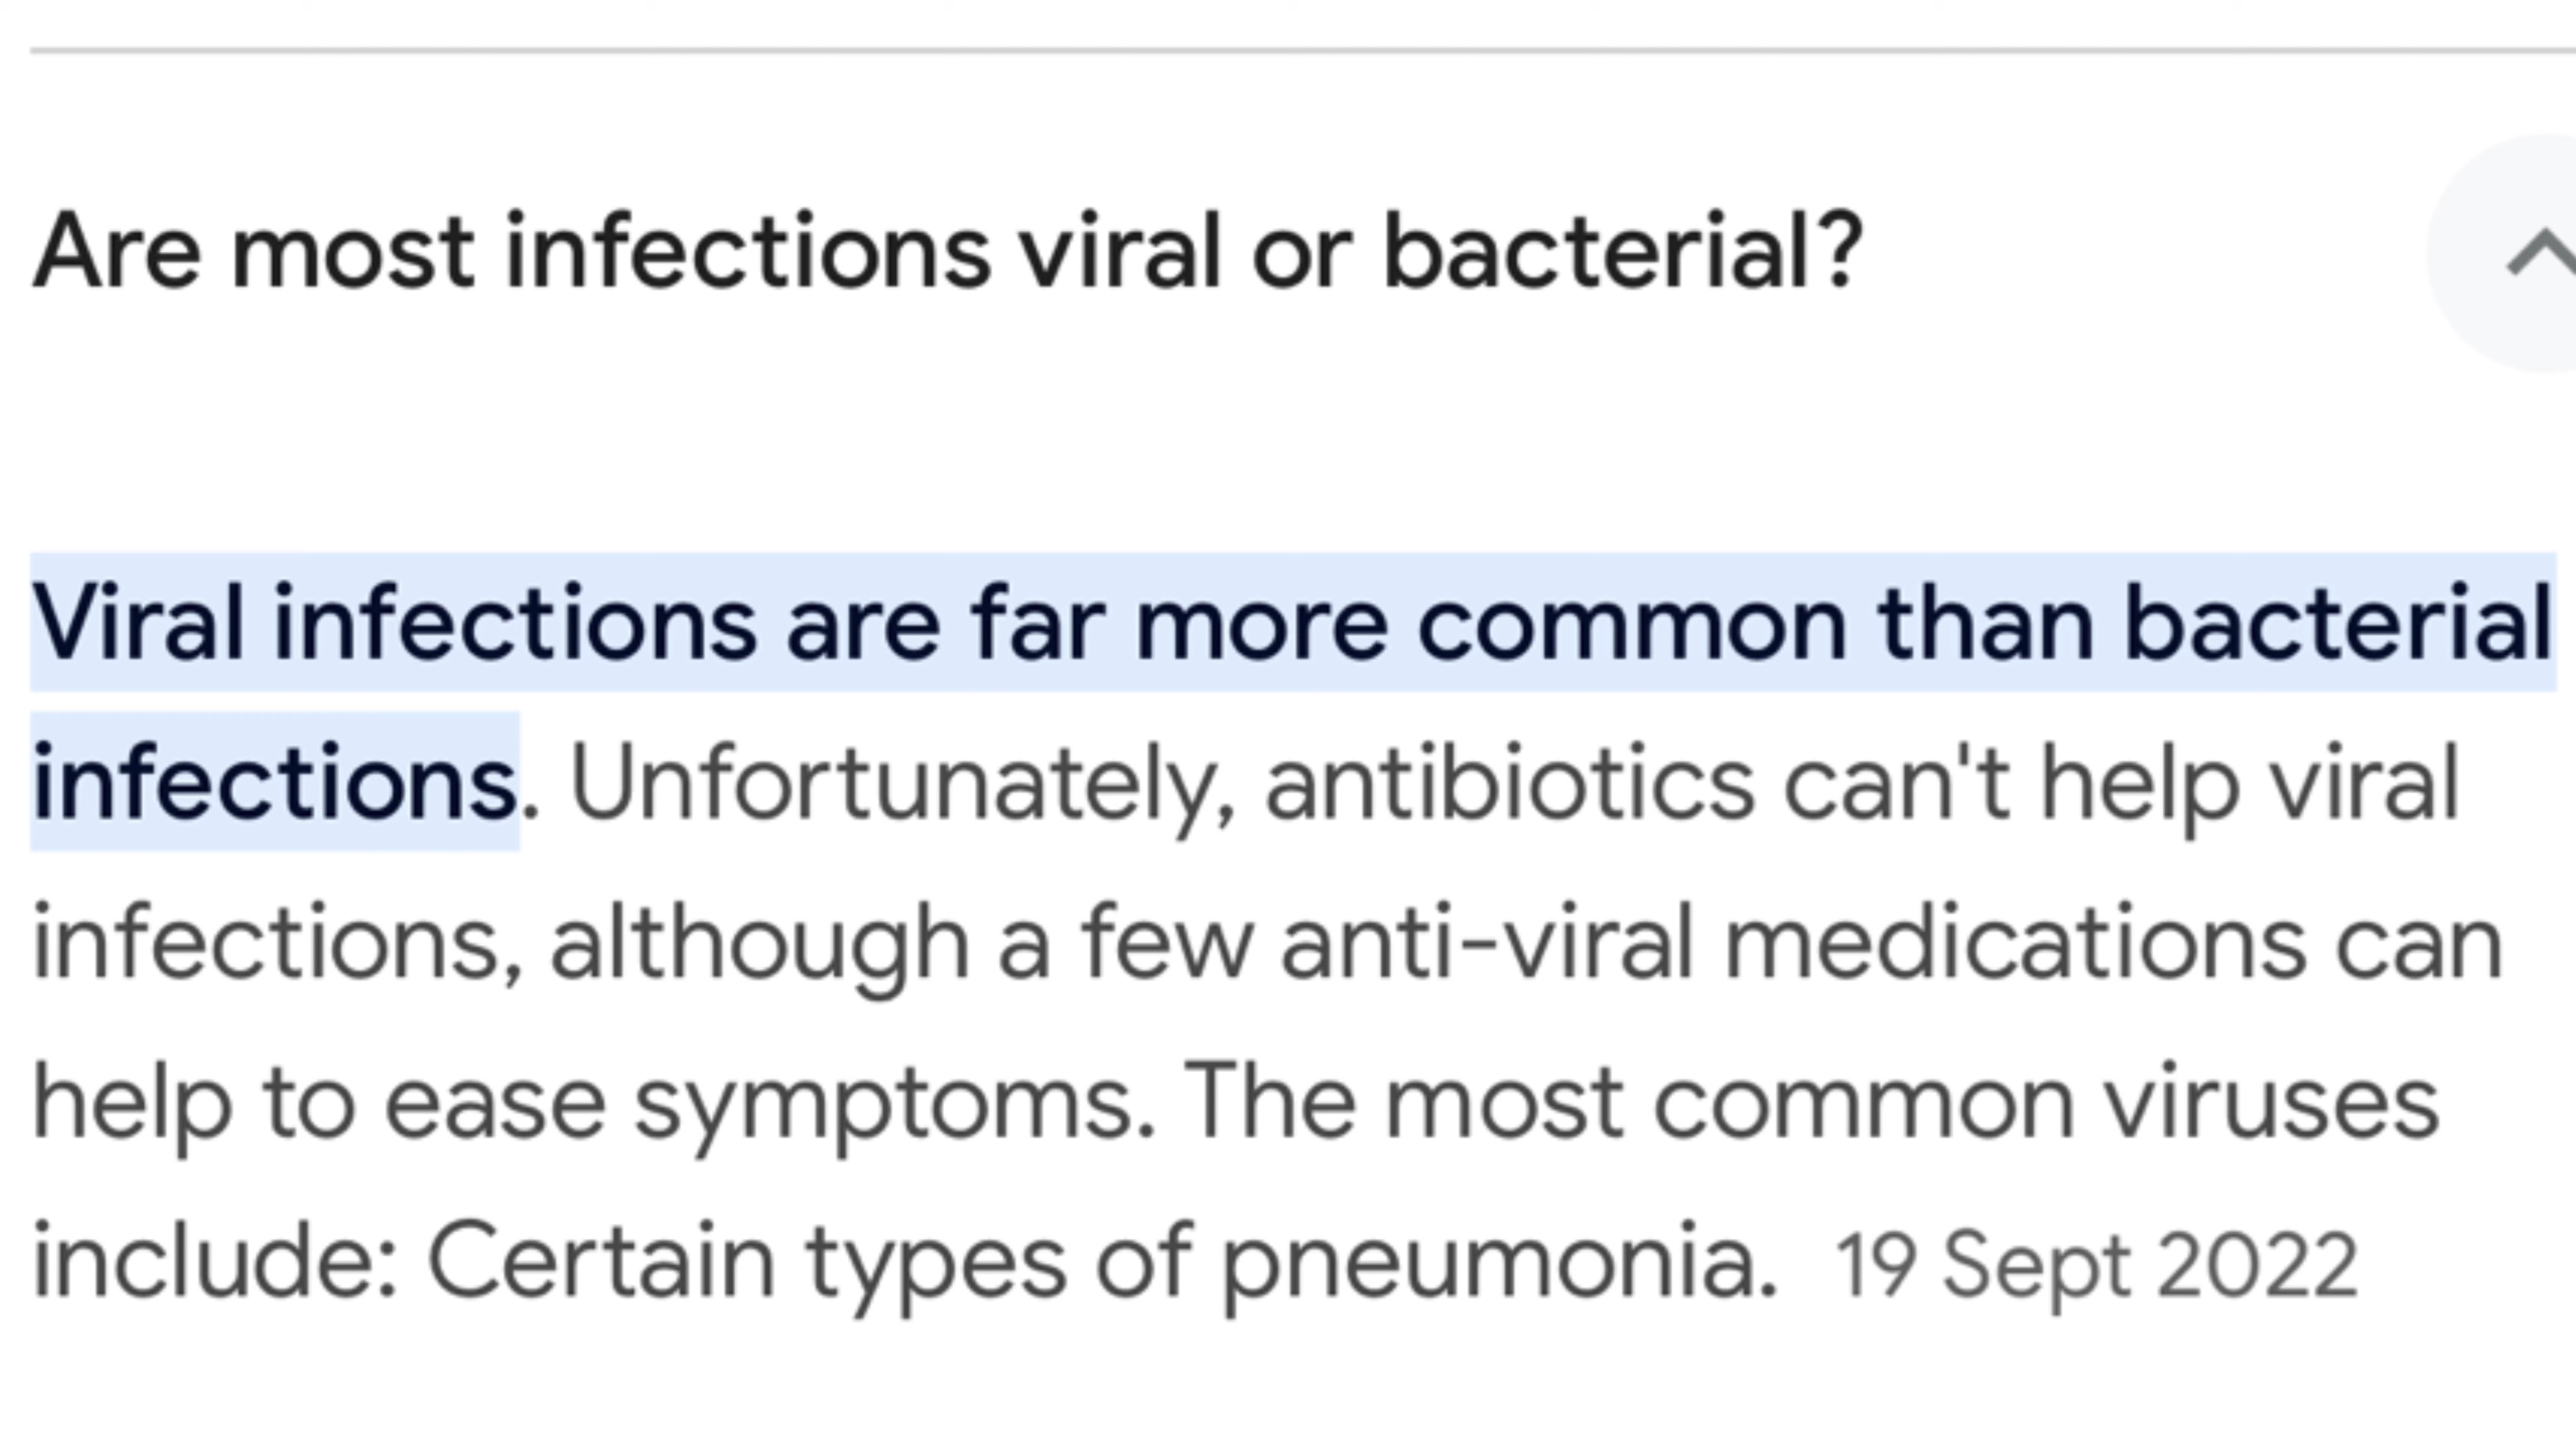 Are most infections viral or bacterial?
Viral infections are far more common than bacterial
infections. Unfortunately, antibiotics can't help viral
infections, although a few anti-viral medications can
help to ease symptoms. The most common viruses
include: Certain types of pneumonia. 19 Sept 2022